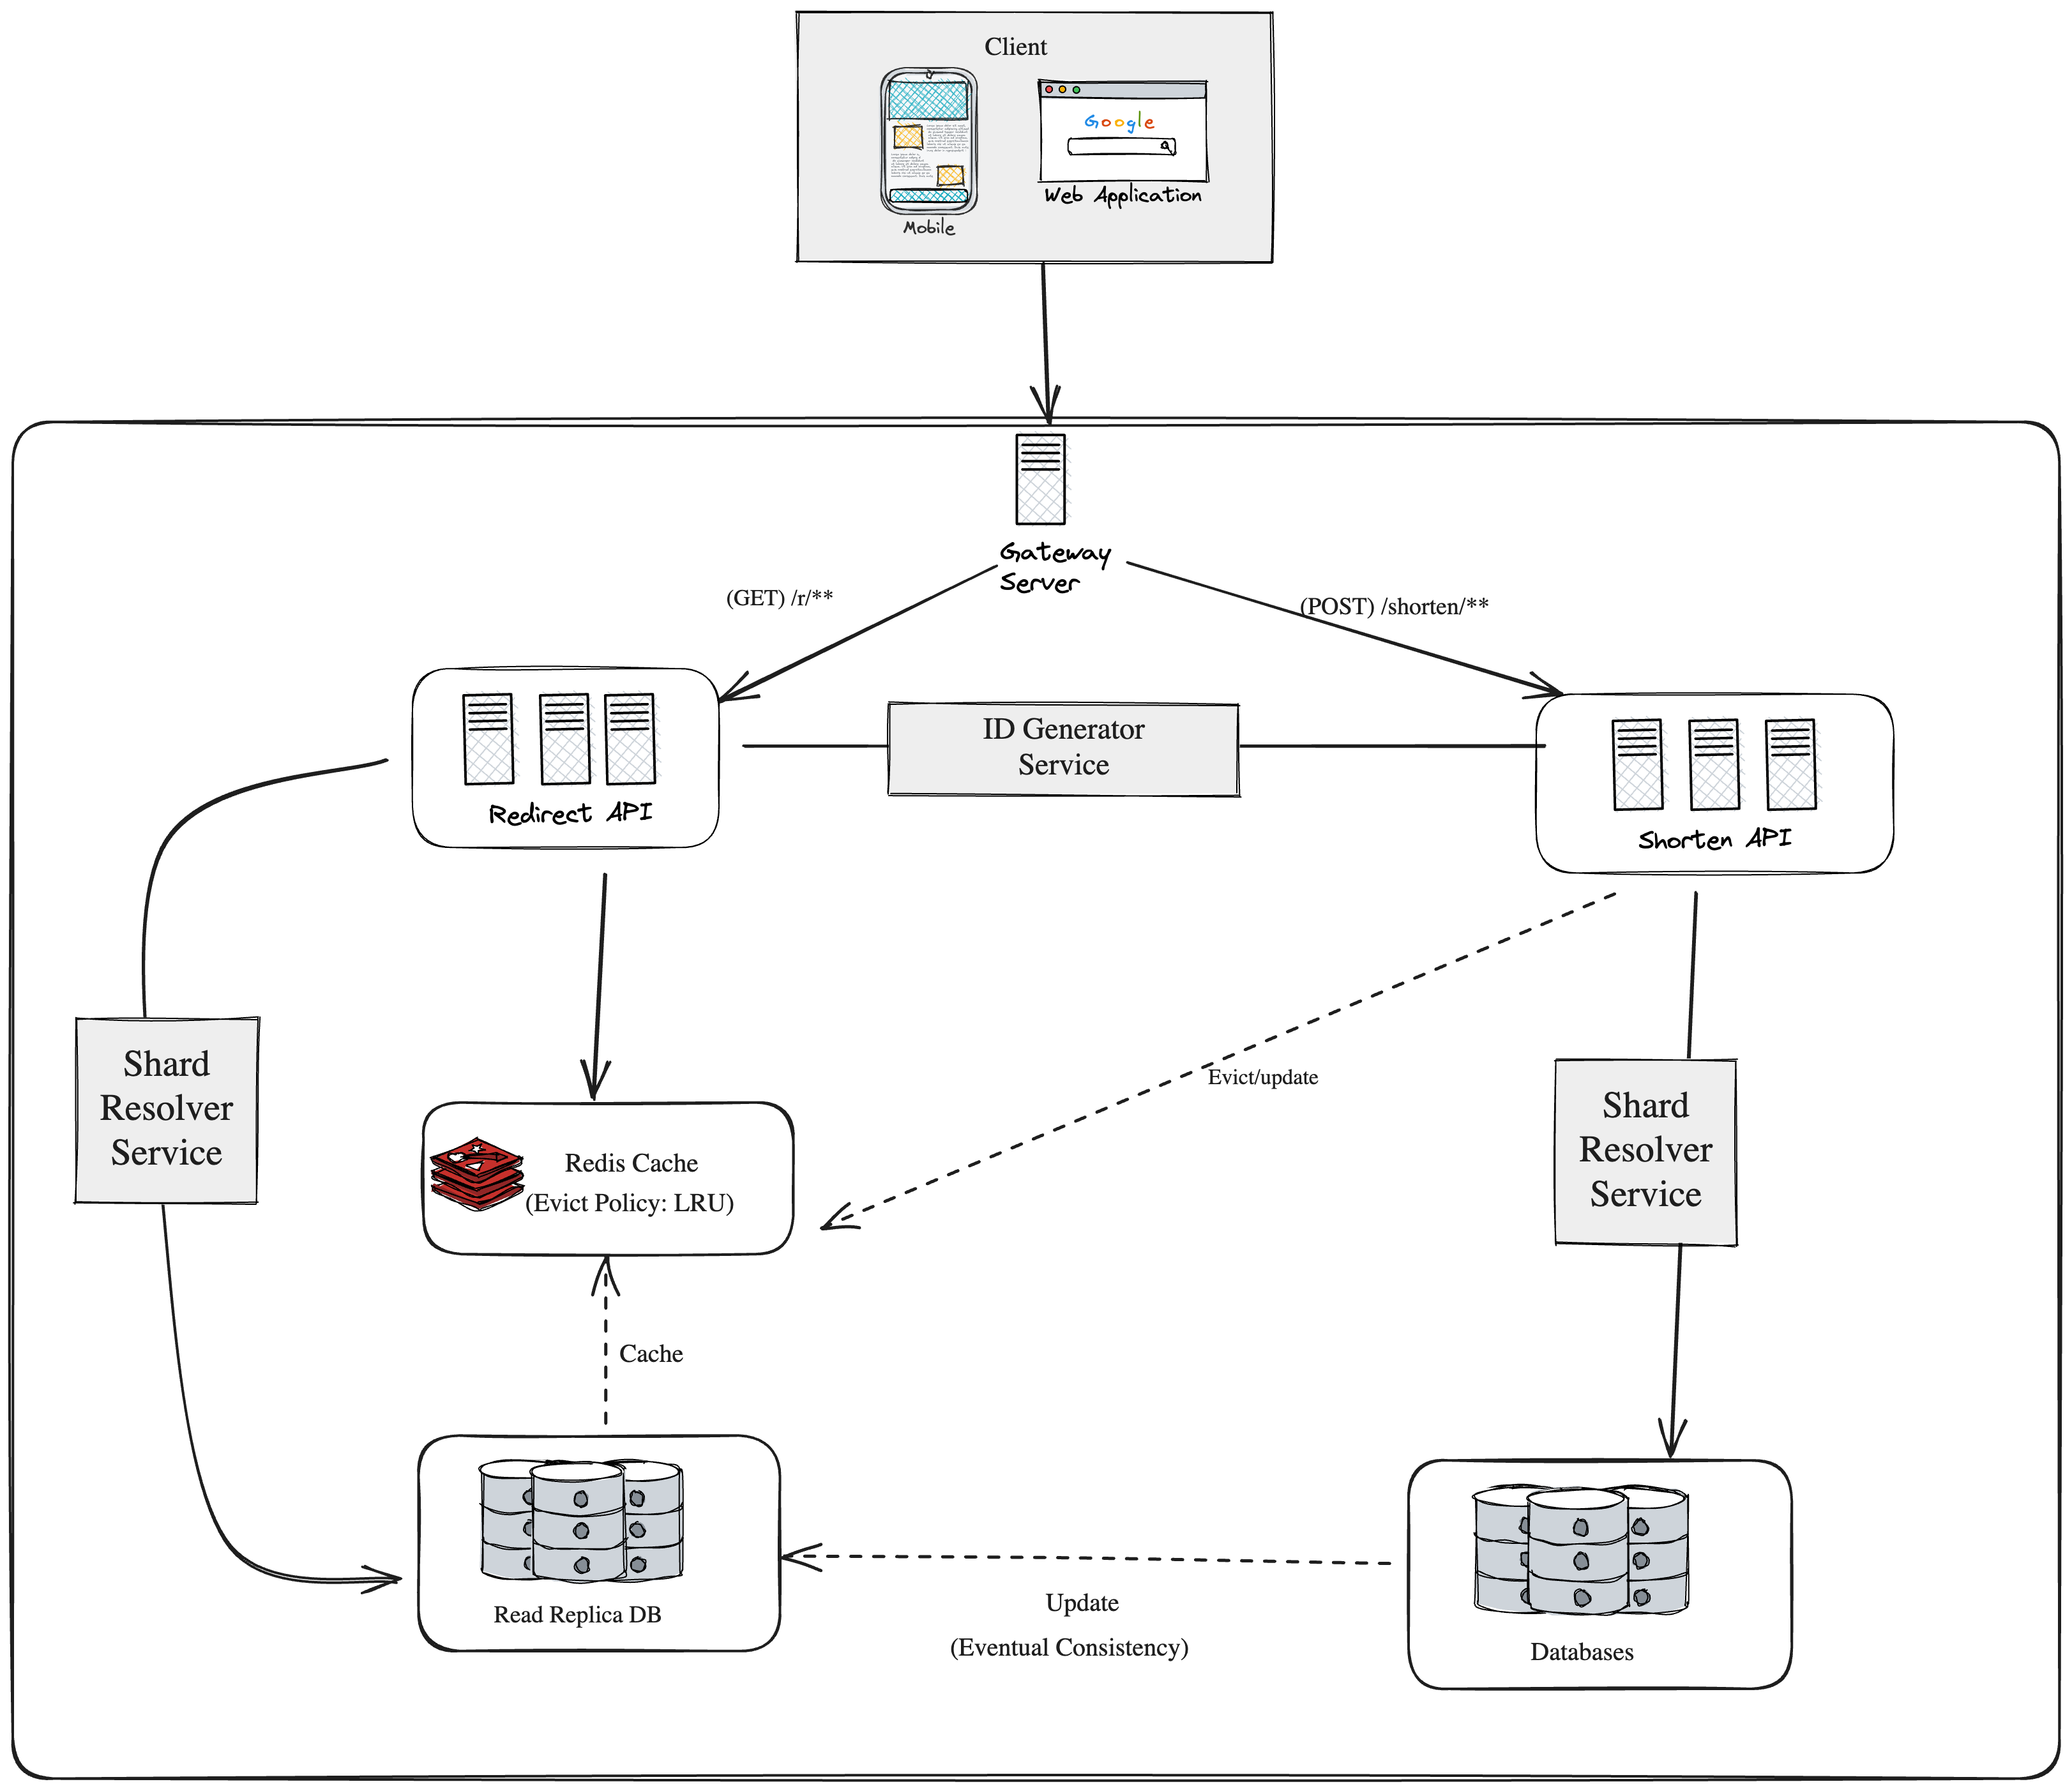 Client
Google
Web Application
Mobile
Gateway
Server
(GET) /r/**
(POST) /shorten/**
ID Generator
Service
Redirect API
Shorten API
Shard
Resolver
Service
Evict/update
Shard
Resolver
Service
Redis Cache
(Evict Policy: LRU)
Cache
Read Replica DB
Update
(Eventual Consistency)
Databases